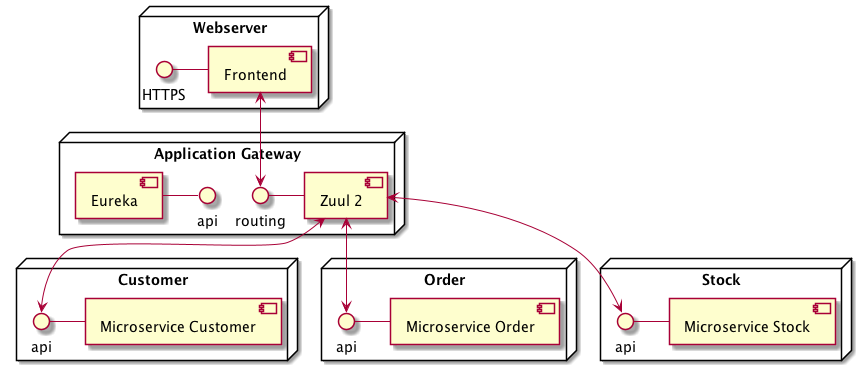 Webserver
Frontend
HTTPS
Application Gateway
Eureka
api
routing
Zuul 2
Customer
Microservice Customer
api
Order
Microservice Order
api
Stock
Microservice Stock
api